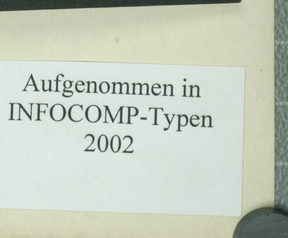 Aufgenommen in
INFOCOMP-Typen
2002